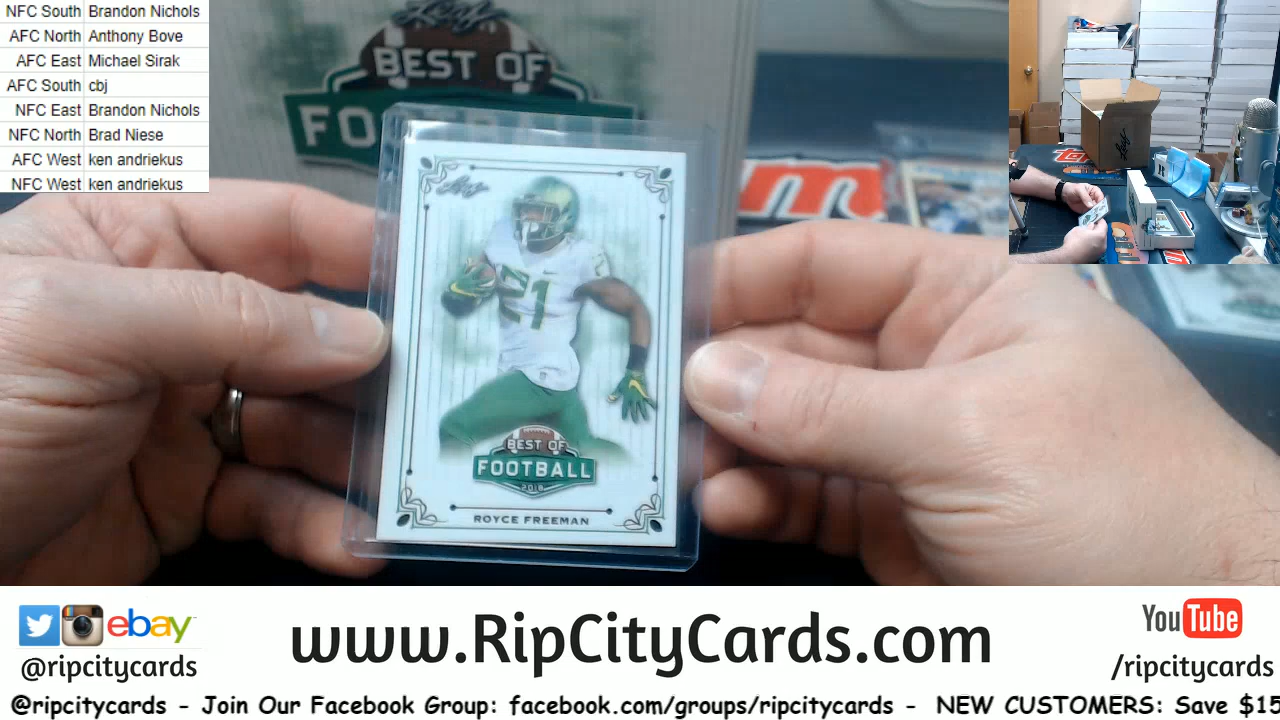 NFC South Brandon Nichols
AFC North Anthony Bove
AFC East Michael Sirak
AFC South cbj
NFC East Brandon Nichols
NFC North Brad Niese
AFC West ken andriekus
NFC West ken andriekus
Leaf
BEST OF
FOO
Leaf
21
BEST OF
FOOTBALL
2018
ROYCE FREEMAN
ebay
@ripcitycards
www.RipCityCards.com
YouTube
/ripcitycards
@ripcitycards - Join Our Facebook Group: facebook.com/groups/ripcitycards - NEW CUSTOMERS: Save $15